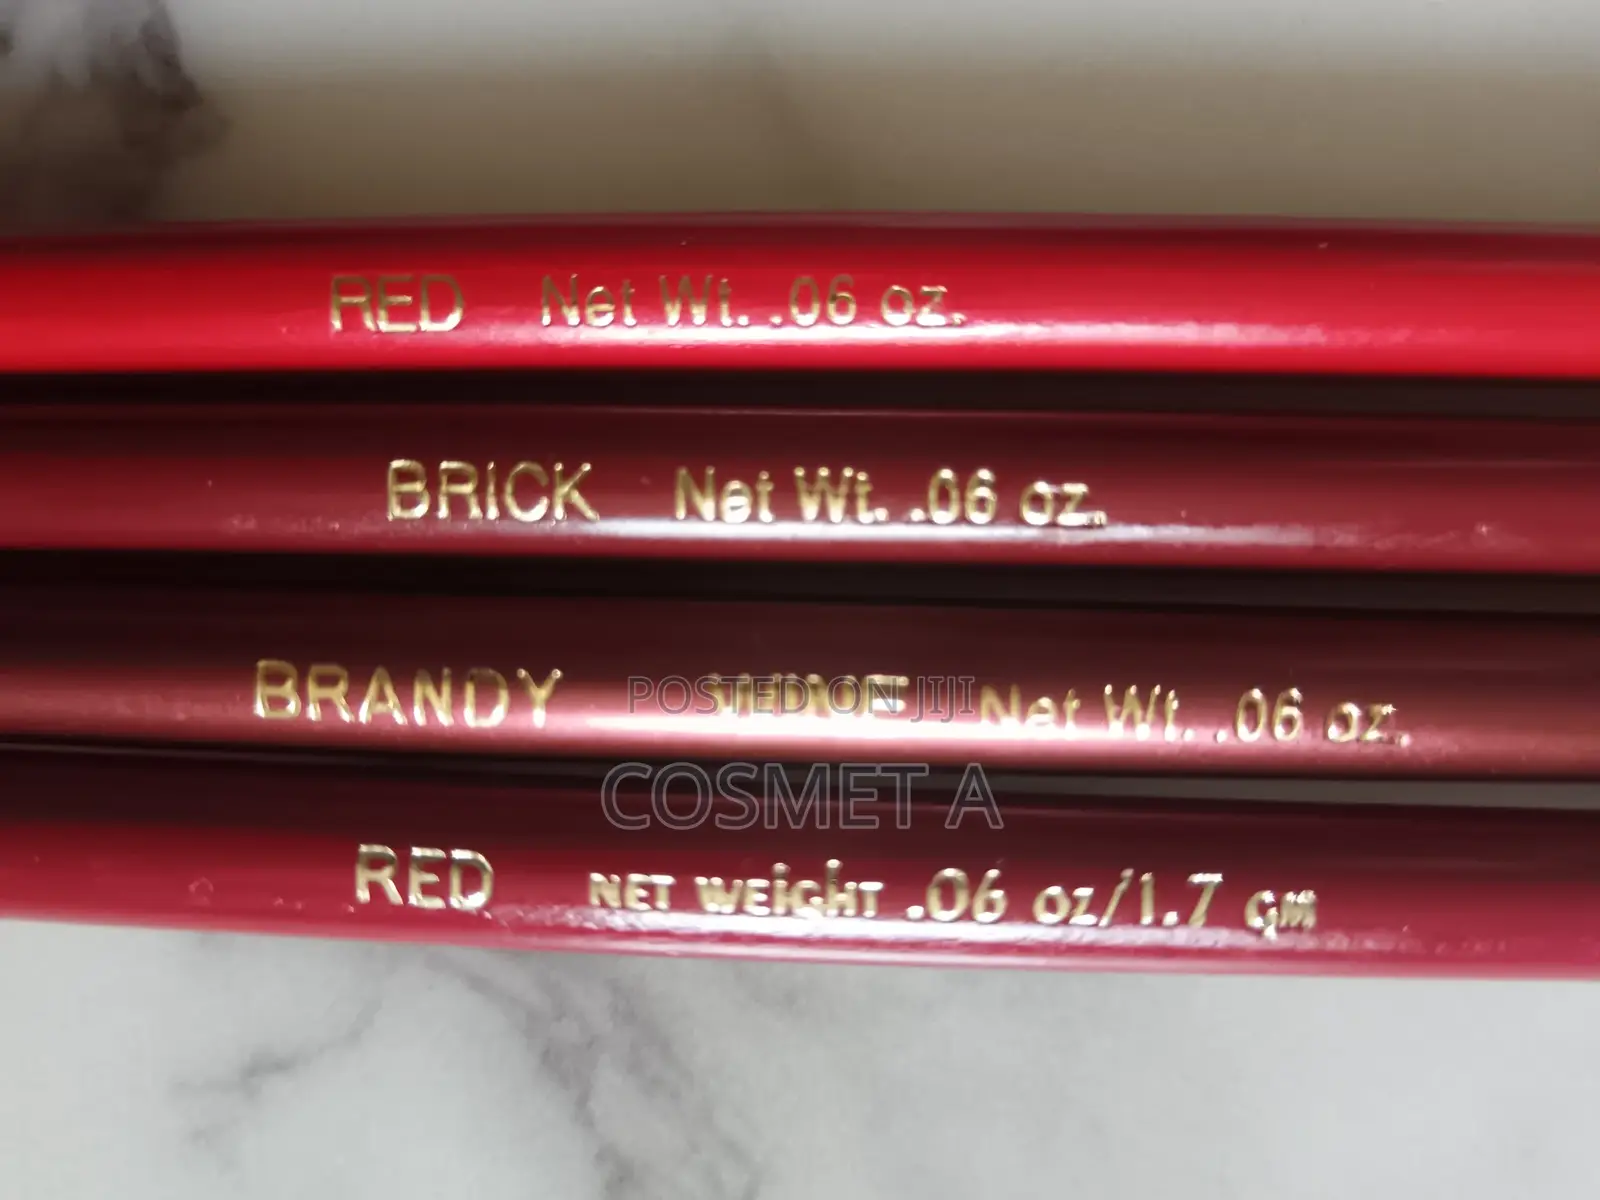 RED Net Wt. .06 oz.
BRICK Net Wt. .06 oz.
BRANDY Net Wt. .06 oz.
POSTED ON JIJI
COSMET A
RED NET WEIGHT .06 oz/1.7 GM